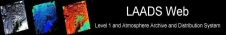 LAADS Web
Level 1 and Atmosphere Archive and Distribution System